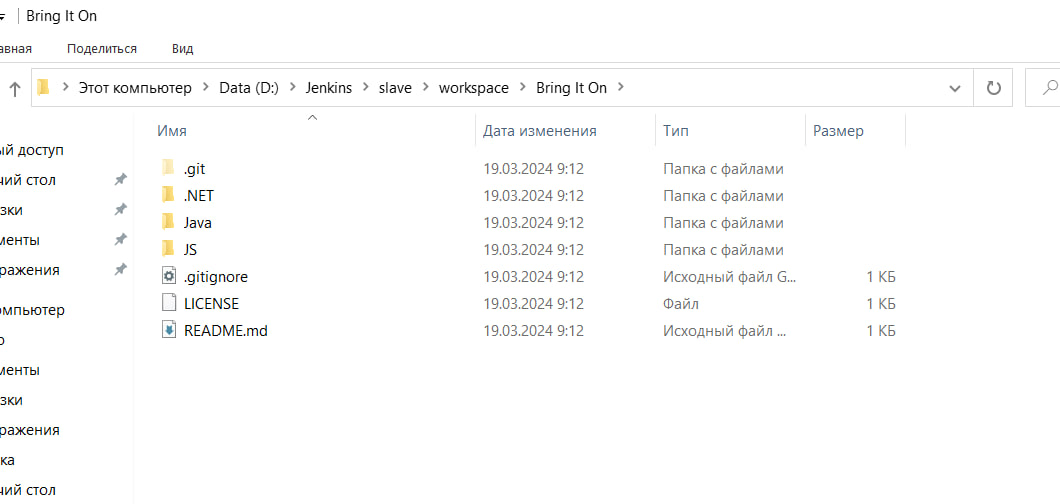 Bring It On
авная Поделиться Вид
Этот компьютер Data (D:) Jenkins slave workspace Bring It On
Имя Дата изменения Тип Размер
ый доступ
чий стол
зки
менты
ражения
омпьютер
о
менты
зки
ражения
ка
чий стол
.git 19.03.2024 9:12 Папка с файлами
.NET 19.03.2024 9:12 Папка с файлами
Java 19.03.2024 9:12 Папка с файлами
JS 19.03.2024 9:12 Папка с файлами
.gitignore 19.03.2024 9:12 Исходный файл G... 1 КБ
LICENSE 19.03.2024 9:12 Файл 1 КБ
README.md 19.03.2024 9:12 Исходный файл ... 1 КБ